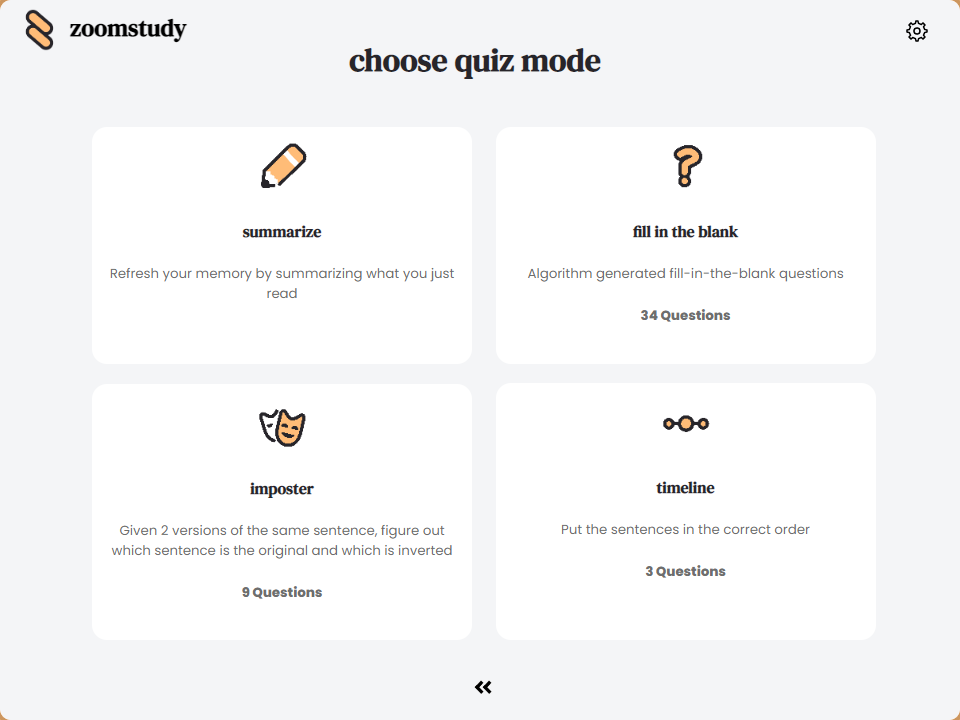 zoomstudy
choose quiz mode
summarize
Refresh your memory by summarizing what you just
read
fill in the blank
Algorithm generated fill-in-the-blank questions
34 Questions
imposter
Given 2 versions of the same sentence, figure out
which sentence is the original and which is inverted
9 Questions
timeline
Put the sentences in the correct order
3 Questions